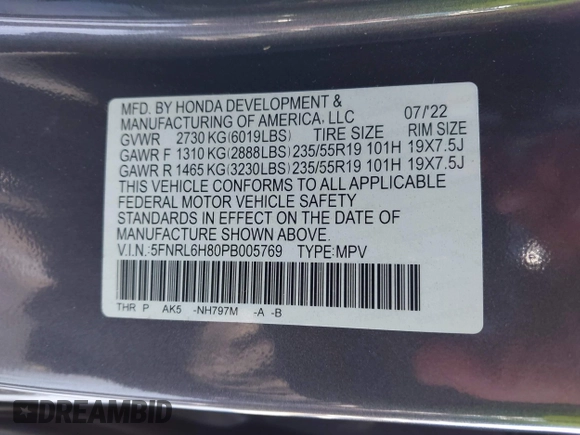 MFD. BY HONDA DEVELOPMENT &
MANUFACTURING OF AMERICA, LLC 07/'22
GVWR 2730 KG(6019LBS) TIRE SIZE RIM SIZE
GAWR F 1310 KG(2888LBS) 235/55R19 101H 19X7.5J
GAWR R 1465 KG(3230LBS) 235/55R19 101H 19X7.5J
THIS VEHICLE CONFORMS TO ALL APPLICABLE
FEDERAL MOTOR VEHICLE SAFETY
STANDARDS IN EFFECT ON THE DATE OF
MANUFACTURE SHOWN ABOVE.
V.I.N.:5FNRL6H80PB005769 TYPE:MPV
THR P AK5 -NH797M -A -B
DREAMBID